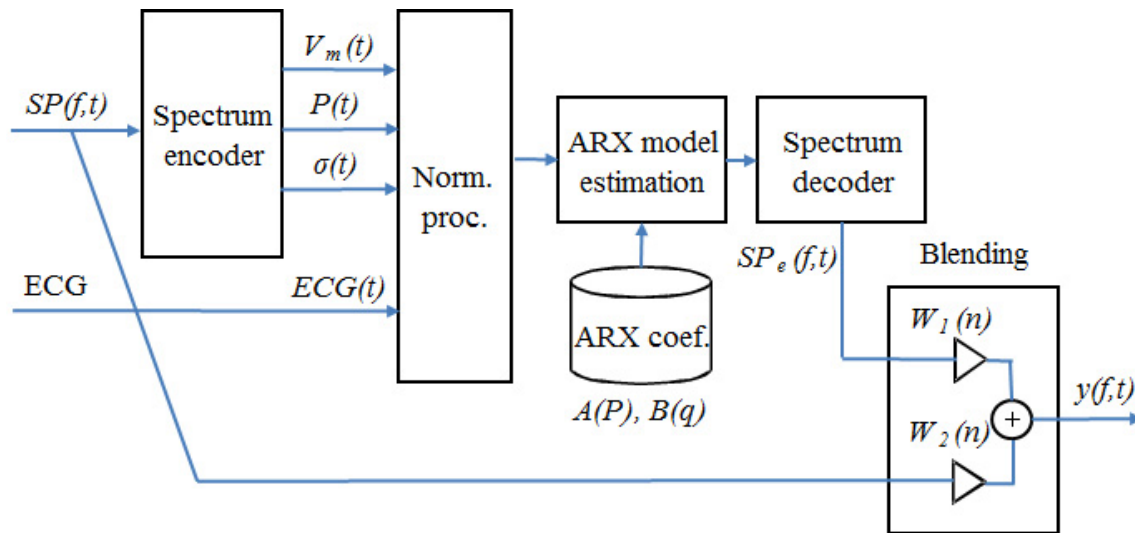 V_m(t)
SP(f,t)
Spectrum
encoder
P(t)
σ(t)
ECG
ECG(t)
Norm.
proc.
ARX model
estimation
Spectrum
decoder
ARX coef.
A(P), B(q)
SP_e(f,t)
Blending
W_1(n)
W_2(n)
+
y(f,t)